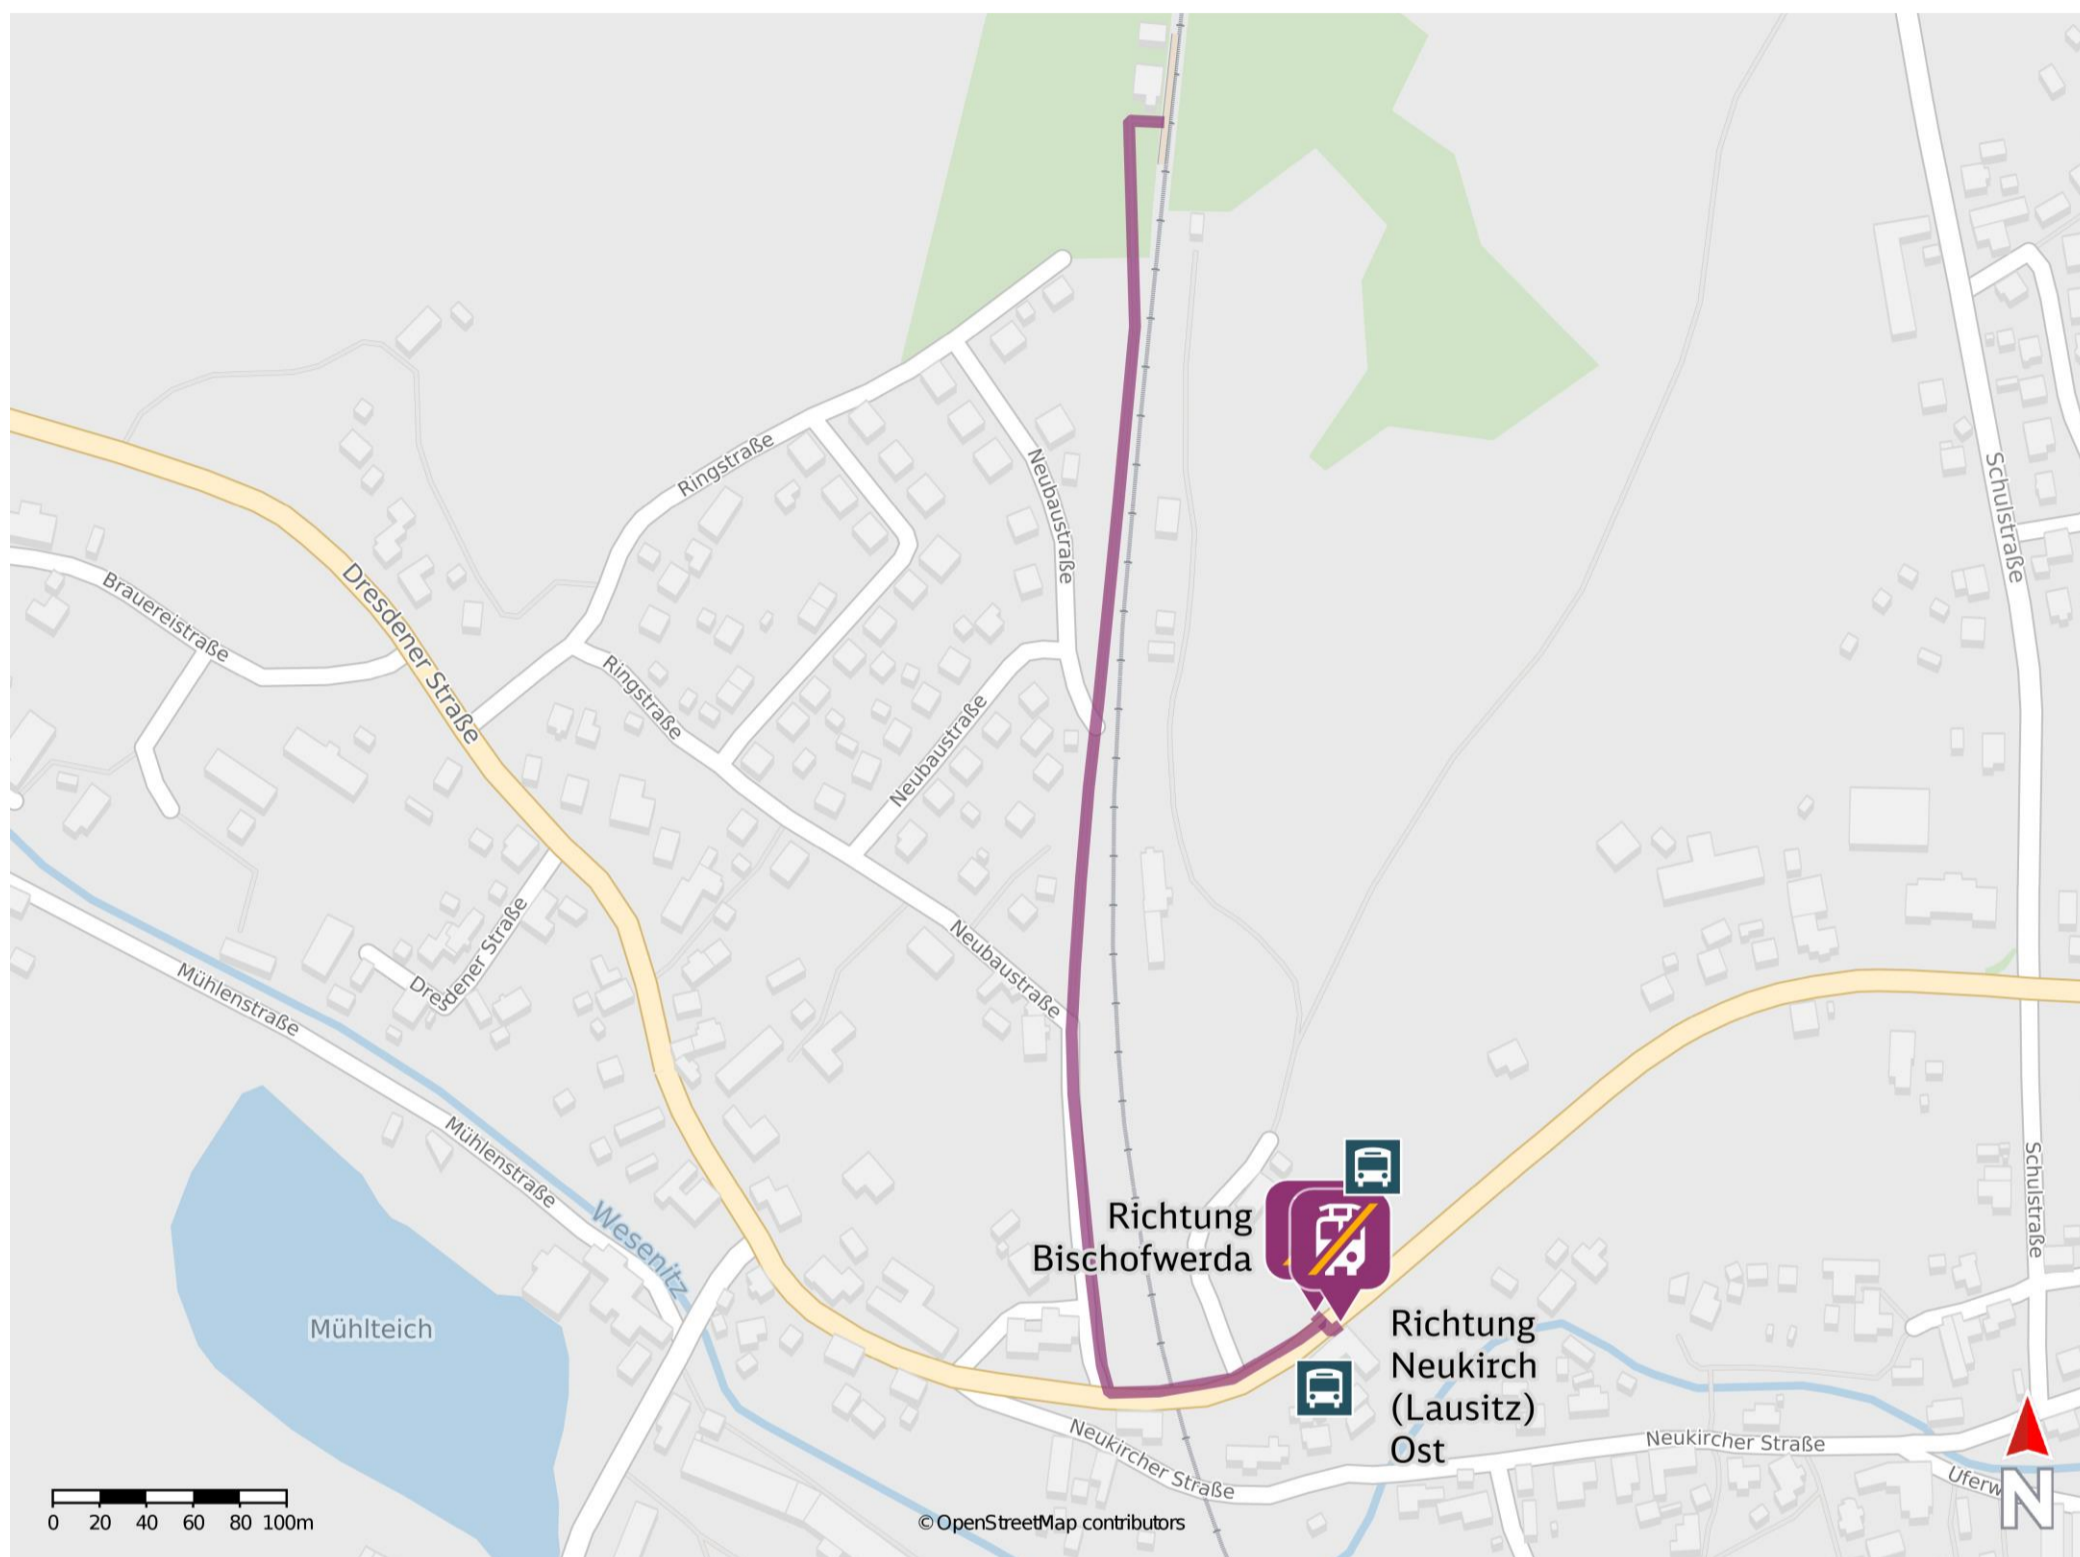 Ringstraße
Neubaustraße
Schulstraße
Brauereistraße
Dresdener Straße
Ringstraße
Neubaustraße
Neubaustraße
Dresdener Straße
Mühlenstraße
Mühlenstraße
Wesenitz
Mühlteich
Schulstraße
Richtung
Bischofwerda
Richtung
Neukirch
(Lausitz)
Ost
Neukircher Straße
Neukircher Straße
Uferw
N
0 20 40 60 80 100m
© OpenStreetMap contributors